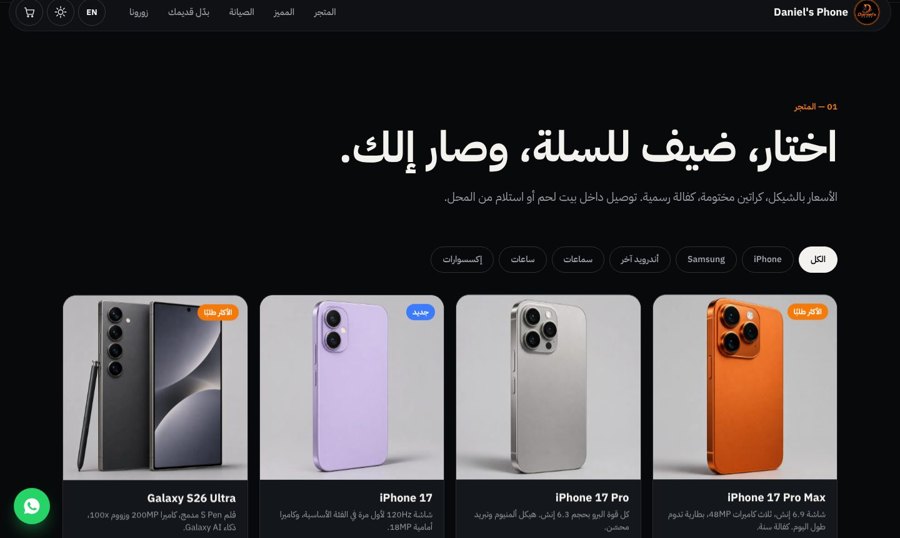 Daniel's Phone
المتجر
المميز
الصيانة
بدّل قديمك
زورونا
EN
01 — المتجر
اختار، ضيف للسلة، وصار إلك.
الأسعار بالشيكل، كراتين مختومة، كفالة رسمية. توصيل داخل بيت لحم أو استلام من المحل.
الكل
iPhone
Samsung
أندرويد آخر
سماعات
ساعات
إكسسوارات
الأكثر طلبًا
جديد
الأكثر طلبًا
iPhone 17 Pro Max
شاشة 6.9 إنش، ثلاث كاميرات 48MP، بطارية تدوم
طول اليوم. كفالة سنة.
iPhone 17 Pro
كل قوة البرو بحجم 6.3 إنش. هيكل ألمنيوم وتبريد
محسّن.
iPhone 17
شاشة 120Hz لأول مرة في الفئة الأساسية، وكاميرا
أمامية 18MP.
Galaxy S26 Ultra
قلم S Pen مدمج، كاميرا 200MP وزووم 100x،
ذكاء Galaxy AI.